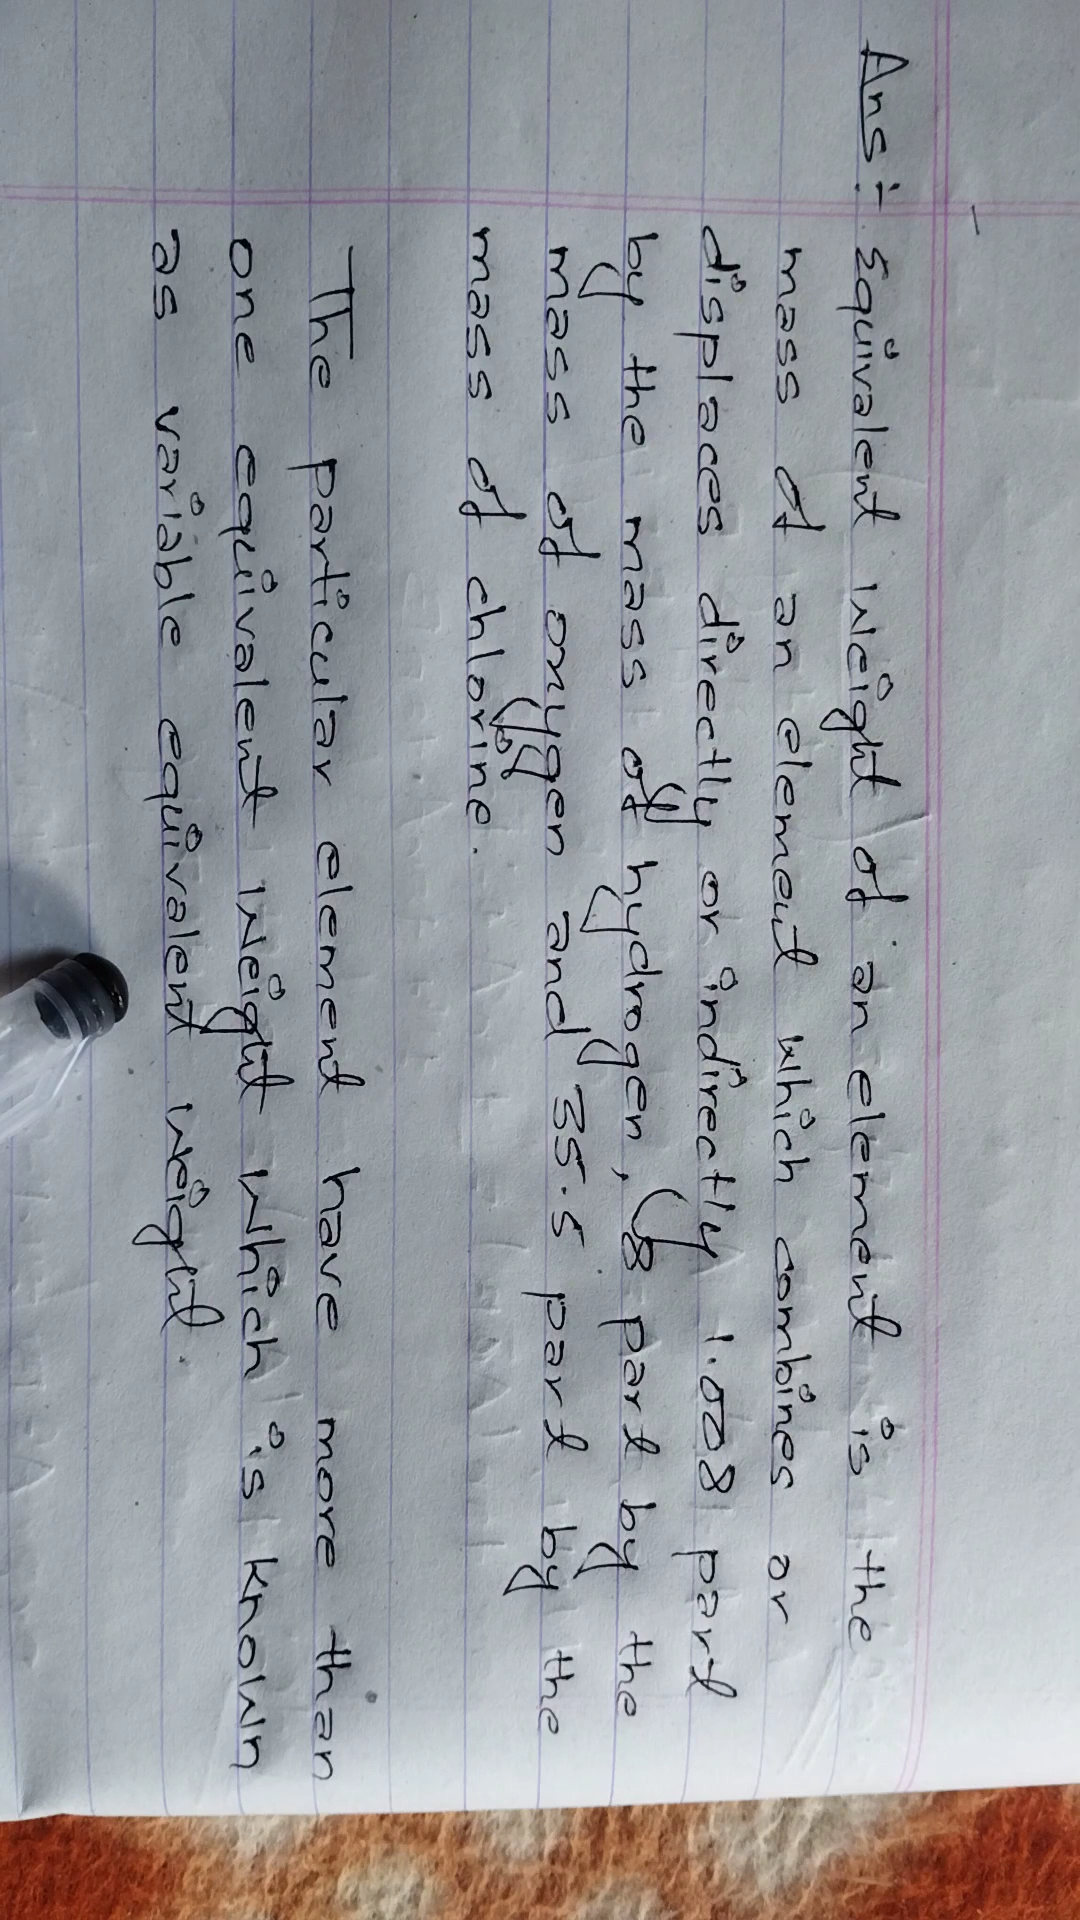 Ans:- Equivalent weight of an element is the
mass of an element which combines or
displaces directly or indirectly 1.008 part
by the mass of hydrogen, 8 part by the
mass of oxygen and 35.5 part by the
mass of chlorine.
The particular element have more than
one equivalent weight which is known
as variable equivalent weight.